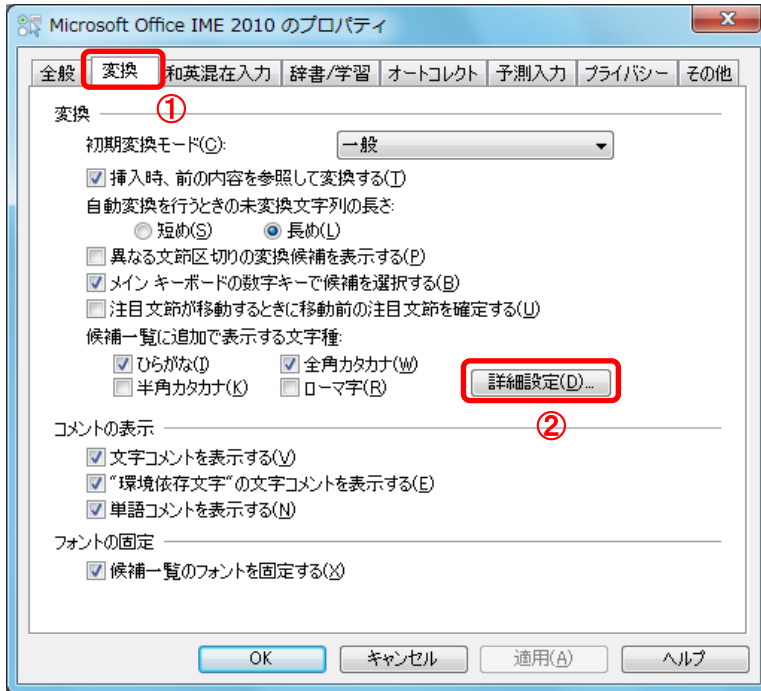 Microsoft Office IME 2010 のプロパティ
全般 変換 和英混在入力 辞書/学習 オートコレクト 予測入力 プライバシー その他
①
変換
初期変換モード(C): 一般
挿入時、前の内容を参照して変換する(T)
自動変換を行うときの未変換文字列の長さ:
短め(S) 長め(L)
異なる文節区切りの変換候補を表示する(P)
メイン キーボードの数字キーで候補を選択する(B)
注目文節が移動するときに移動前の注目文節を確定する(U)
候補一覧に追加で表示する文字種:
ひらがな(I) 全角カタカナ(W)
半角カタカナ(K) ローマ字(R) 詳細設定(D)...
②
コメントの表示
文字コメントを表示する(V)
"環境依存文字"の文字コメントを表示する(E)
単語コメントを表示する(N)
フォントの固定
候補一覧のフォントを固定する(X)
OK キャンセル 適用(A) ヘルプ